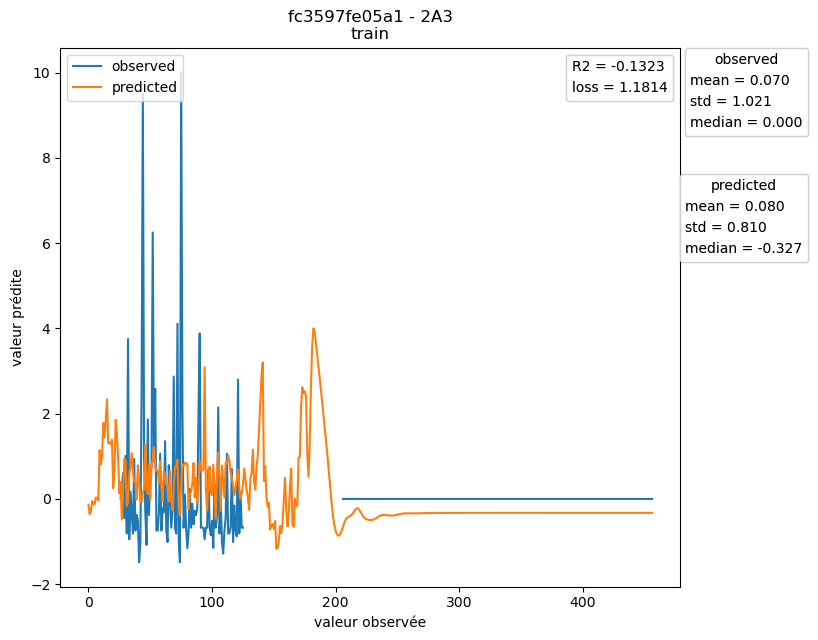 fc3597fe05a1 - 2A3
train
observed
predicted
R2 = -0.1323
loss = 1.1814
observed
mean = 0.070
std = 1.021
median = 0.000
predicted
mean = 0.080
std = 0.810
median = -0.327
10
8
6
4
2
0
−2
valeur prédite
0
100
200
300
400
valeur observée